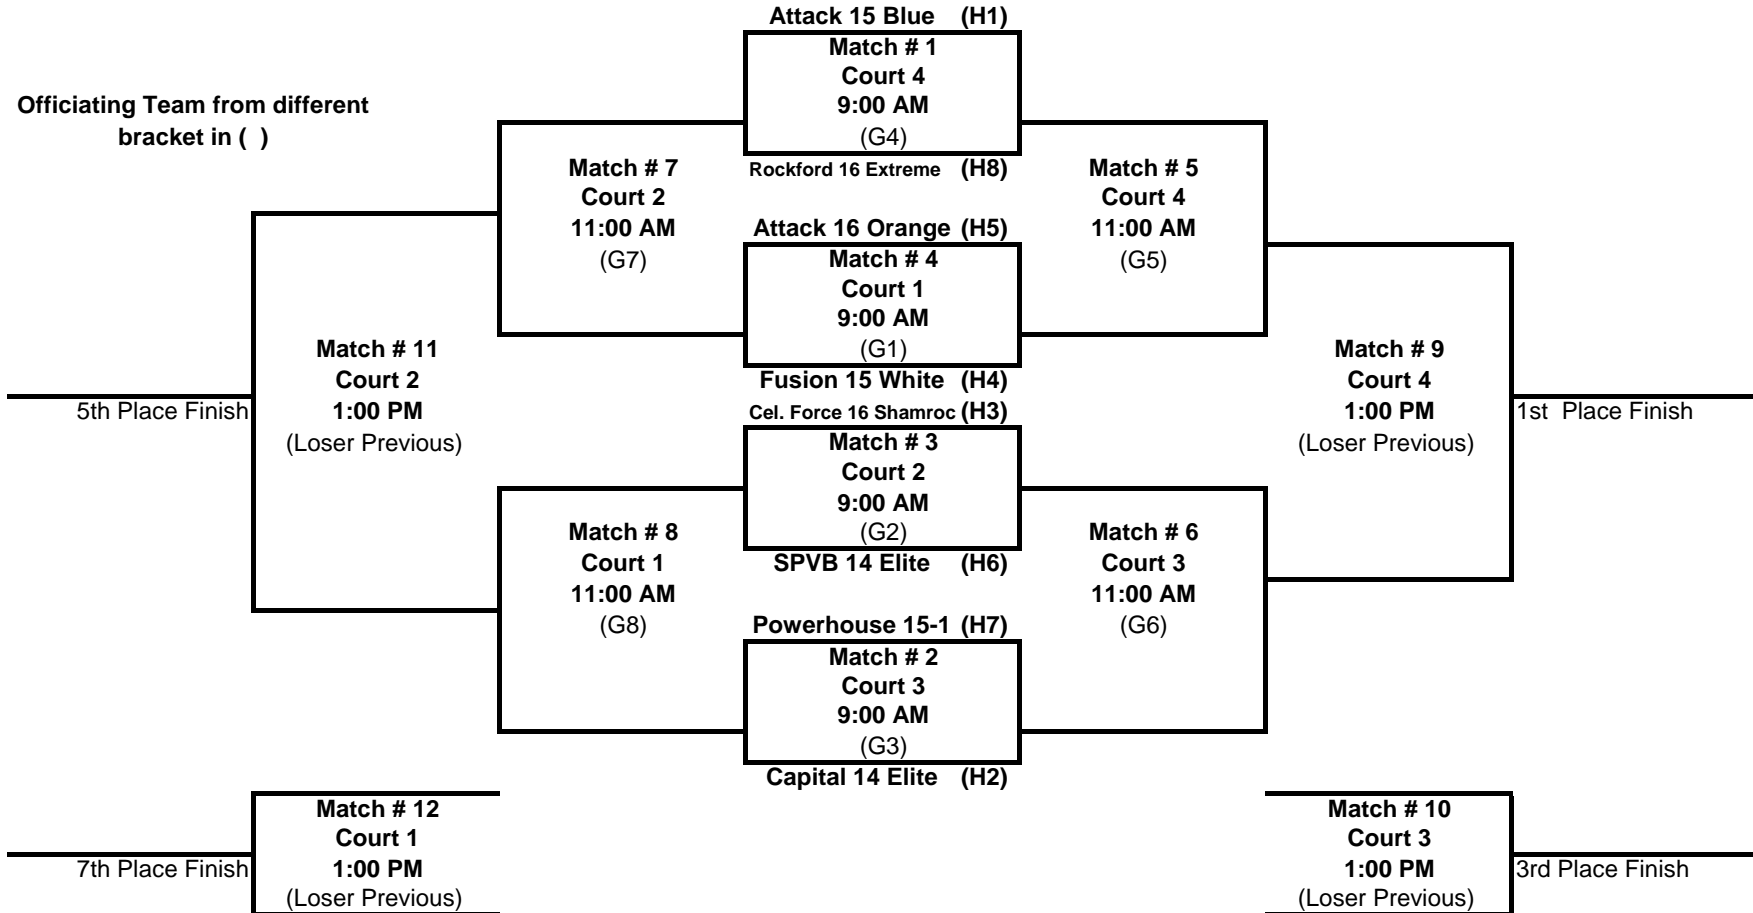 Attack 15 Blue (H1)
Match # 1
Court 4
9:00 AM
(G4)
Rockford 16 Extreme (H8)
Officiating Team from different
bracket in ( )
Match # 7
Court 2
11:00 AM
(G7)
Match # 5
Court 4
11:00 AM
(G5)
Attack 16 Orange (H5)
Match # 4
Court 1
9:00 AM
(G1)
Fusion 15 White (H4)
Match # 11
Court 2
1:00 PM
(Loser Previous)
5th Place Finish
Match # 9
Court 4
1:00 PM
(Loser Previous)
1st Place Finish
Cel. Force 16 Shamroc (H3)
Match # 3
Court 2
9:00 AM
(G2)
SPVB 14 Elite (H6)
Match # 8
Court 1
11:00 AM
(G8)
Match # 6
Court 3
11:00 AM
(G6)
Powerhouse 15-1 (H7)
Match # 2
Court 3
9:00 AM
(G3)
Capital 14 Elite (H2)
Match # 12
Court 1
1:00 PM
(Loser Previous)
7th Place Finish
Match # 10
Court 3
1:00 PM
(Loser Previous)
3rd Place Finish